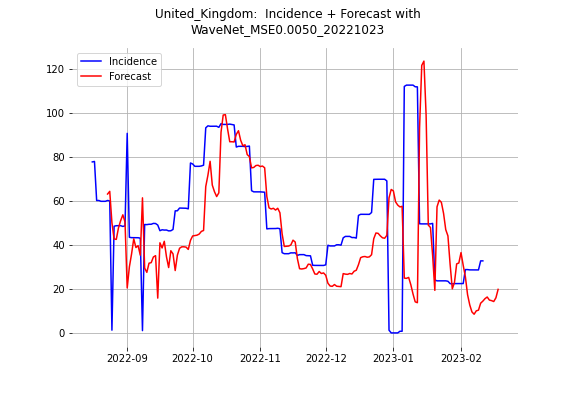 United_Kingdom:  Incidence + Forecast with
WaveNet_MSE0.0050_20221023
Incidence
Forecast
120
100
80
60
40
20
0
2022-09 2022-10 2022-11 2022-12 2023-01 2023-02